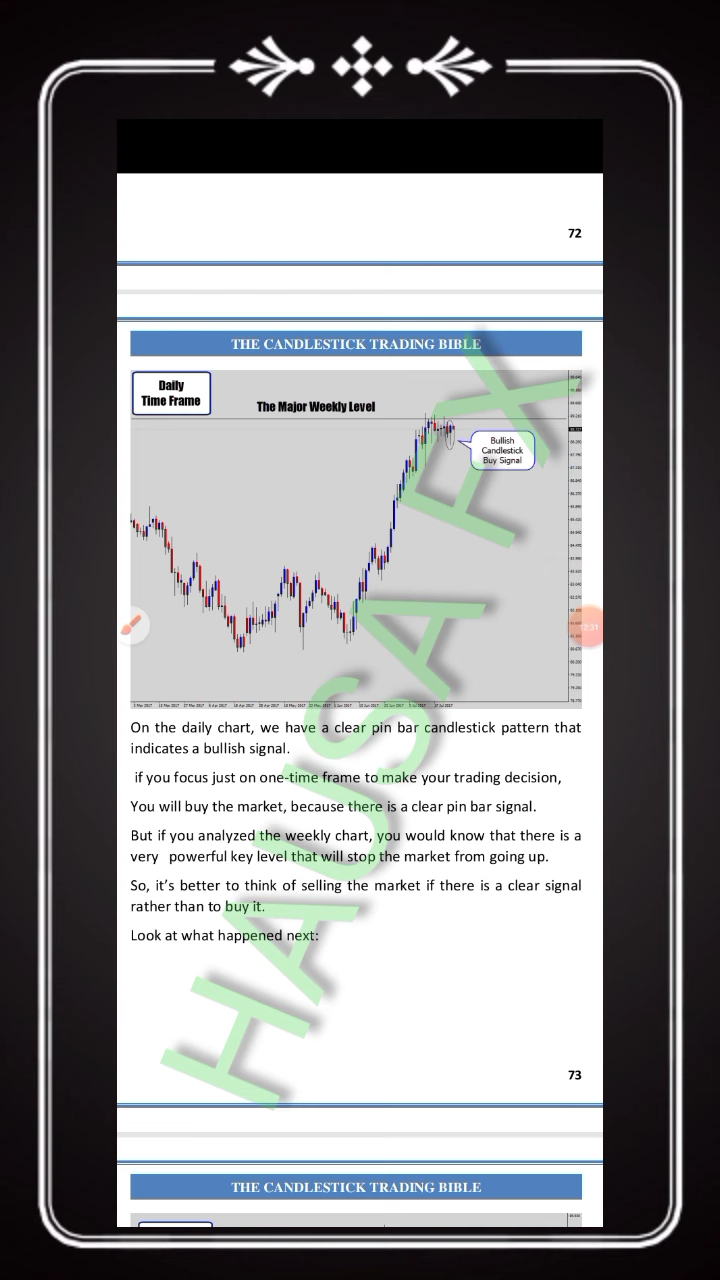 72
THE CANDLESTICK TRADING BIBLE
Daily
Time Frame
The Major Weekly Level
Bullish
Candlestick
Buy Signal
12:31
On the daily chart, we have a clear pin bar candlestick pattern that
indicates a bullish signal.
if you focus just on one-time frame to make your trading decision,
You will buy the market, because there is a clear pin bar signal.
But if you analyzed the weekly chart, you would know that there is a
very powerful key level that will stop the market from going up.
So, it’s better to think of selling the market if there is a clear signal
rather than to buy it.
Look at what happened next:
HAUSA FX
73
THE CANDLESTICK TRADING BIBLE